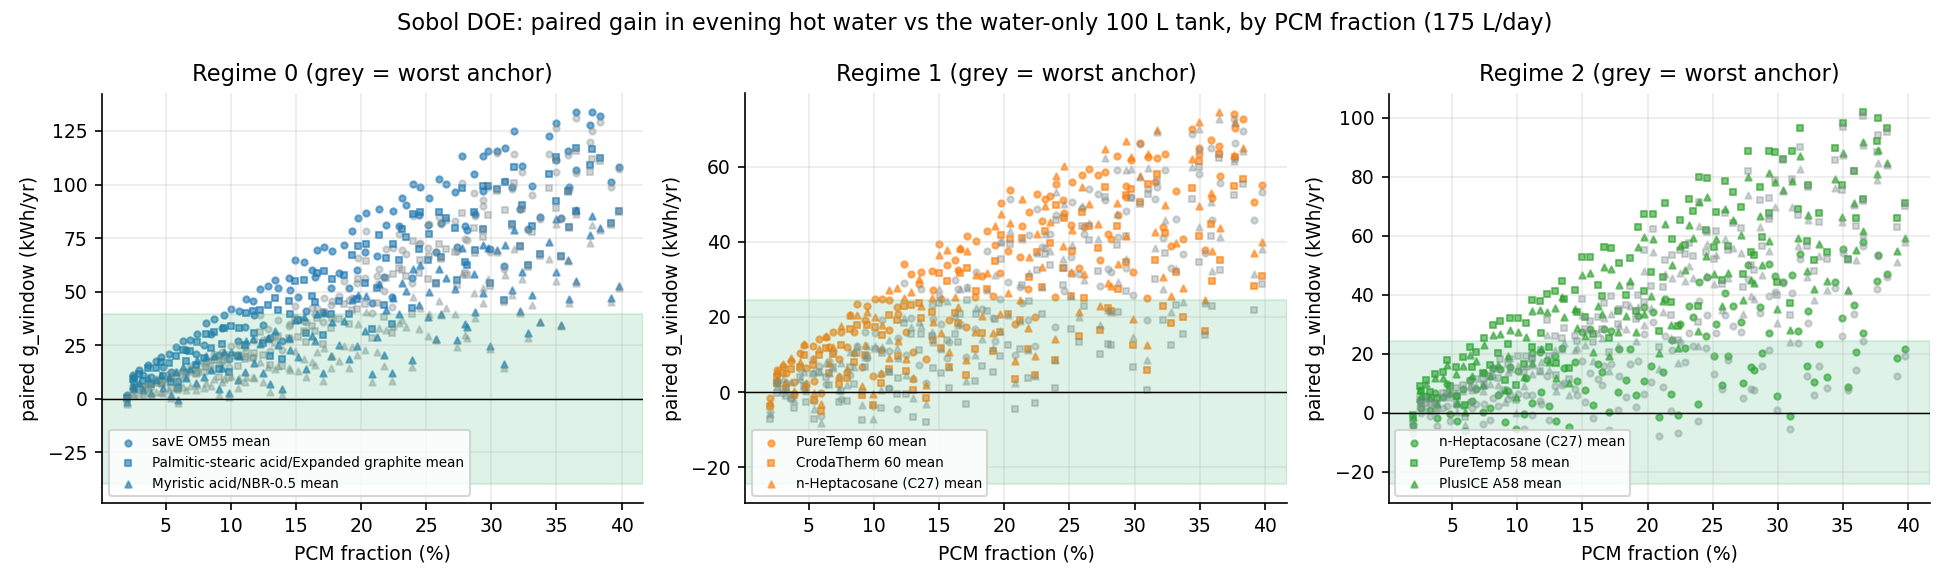 Sobol DOE: paired gain in evening hot water vs the water-only 100 L tank, by PCM fraction (175 L/day)
Regime 0 (grey = worst anchor)
paired g_window (kWh/yr)
125
100
75
50
25
0
−25
savE OM55 mean
Palmitic-stearic acid/Expanded graphite mean
Myristic acid/NBR-0.5 mean
5 10 15 20 25 30 35 40
PCM fraction (%)
Regime 1 (grey = worst anchor)
paired g_window (kWh/yr)
60
40
20
0
−20
PureTemp 60 mean
CrodaTherm 60 mean
n-Heptacosane (C27) mean
5 10 15 20 25 30 35 40
PCM fraction (%)
Regime 2 (grey = worst anchor)
paired g_window (kWh/yr)
100
80
60
40
20
0
−20
n-Heptacosane (C27) mean
PureTemp 58 mean
PlusICE A58 mean
5 10 15 20 25 30 35 40
PCM fraction (%)